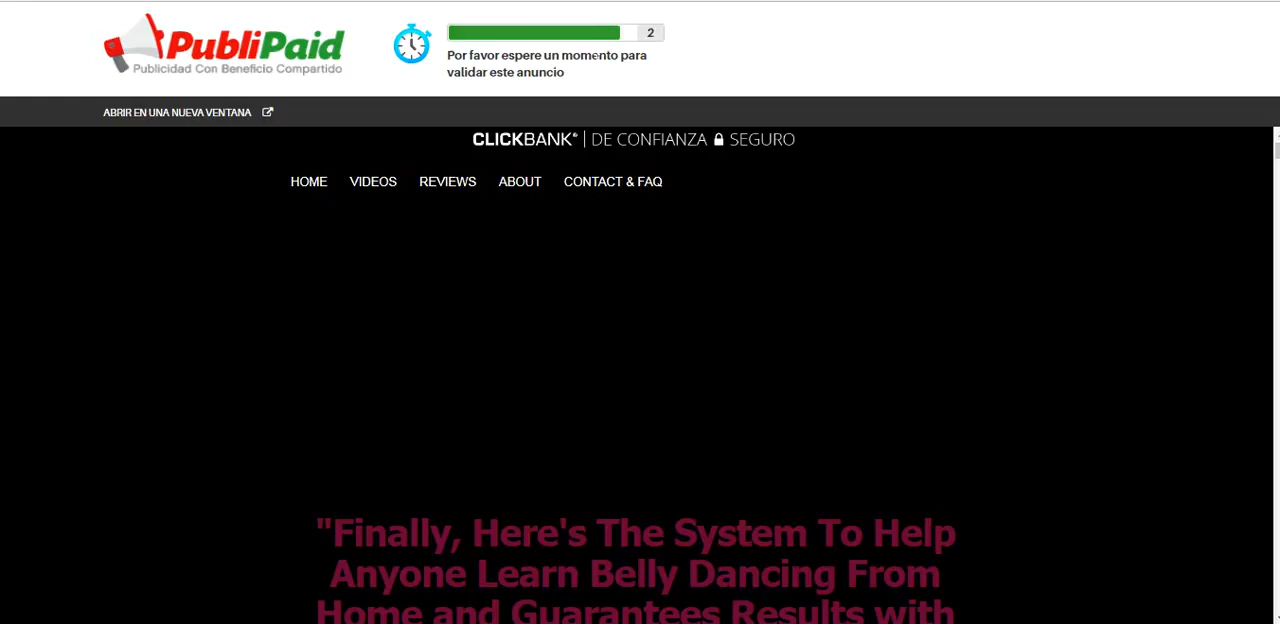 PubliPaid
Publicidad Con Beneficio Compartido
2
Por favor espere un momento para
validar este anuncio
ABRIR EN UNA NUEVA VENTANA
CLICKBANK® | DE CONFIANZA SEGURO
HOME VIDEOS REVIEWS ABOUT CONTACT & FAQ
"Finally, Here's The System To Help
Anyone Learn Belly Dancing From
Home and Guarantees Results with